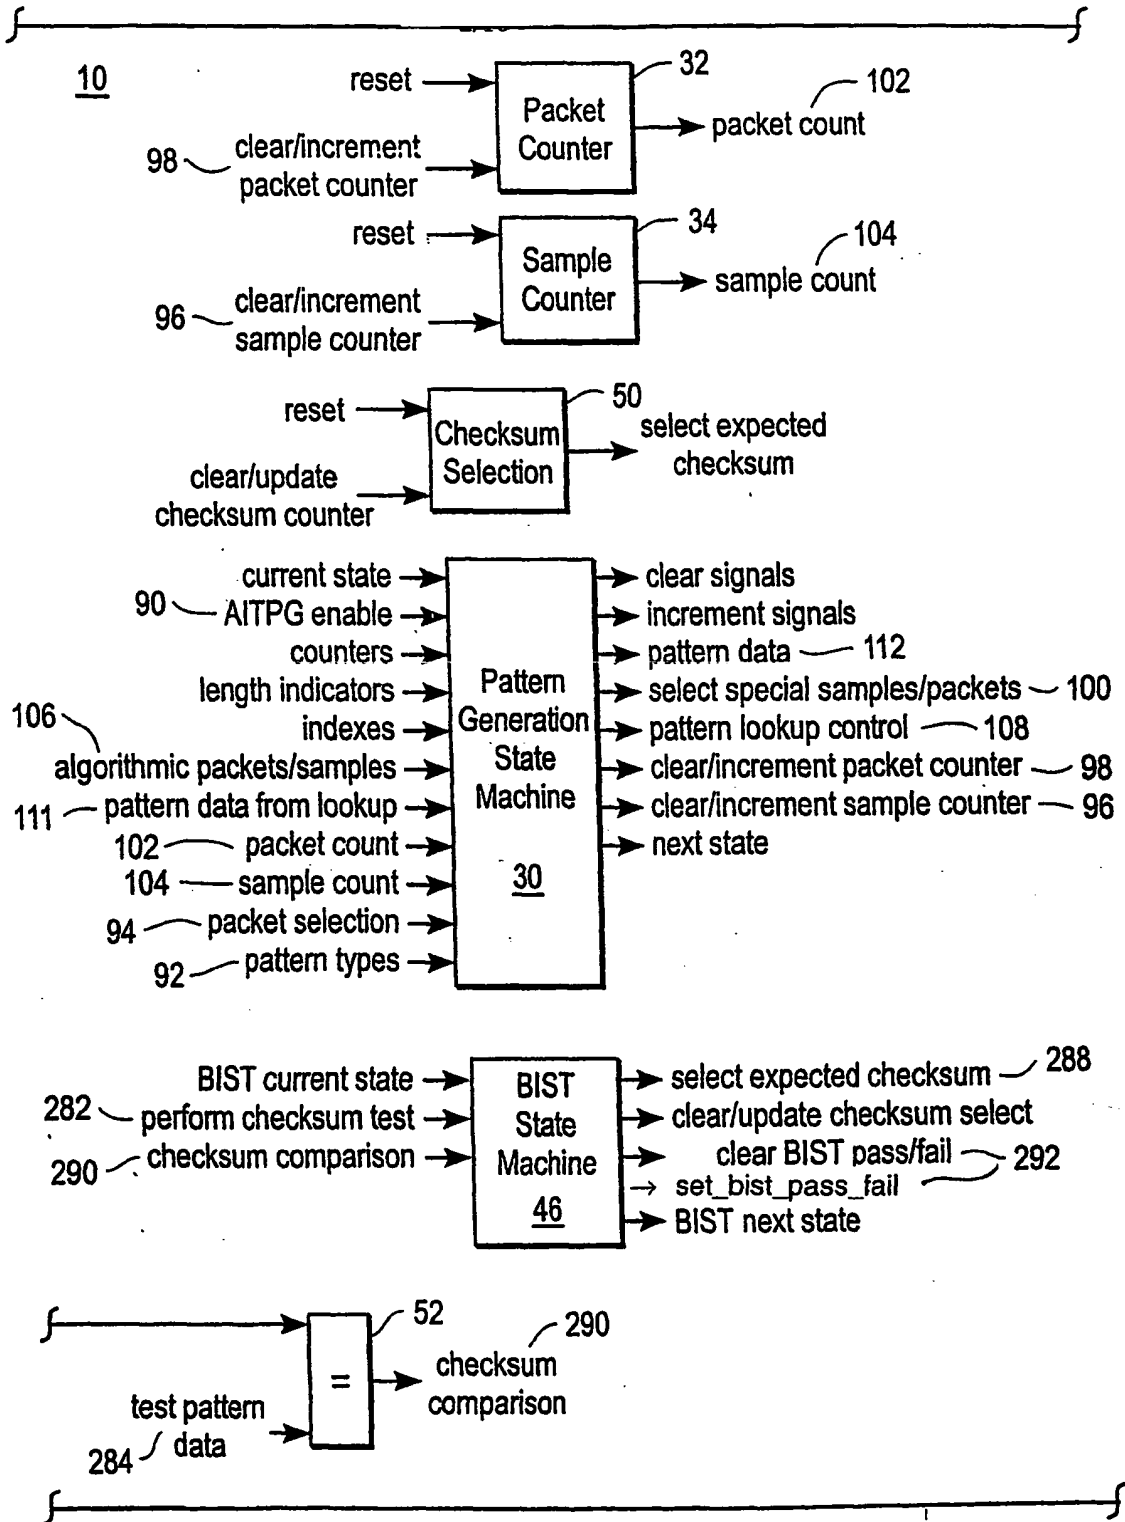 10
reset
32
Packet
Counter
102
packet count
98
clear/increment
packet counter
reset
34
Sample
Counter
104
sample count
96
clear/increment
sample counter
reset
50
Checksum
Selection
select expected
checksum
clear/update
checksum counter
current state
90
AITPG enable
counters
length indicators
indexes
106
algorithmic packets/samples
111
pattern data from lookup
102
packet count
104
sample count
94
packet selection
92
pattern types
Pattern
Generation
State
Machine
30
clear signals
increment signals
pattern data
112
select special samples/packets
100
pattern lookup control
108
clear/increment packet counter
98
clear/increment sample counter
96
next state
BIST current state
282
perform checksum test
290
checksum comparison
BIST
State
Machine
46
select expected checksum
288
clear/update checksum select
clear BIST pass/fail
292
set_bist_pass_fail
BIST next state
52
=
290
checksum
comparison
test pattern
data
284